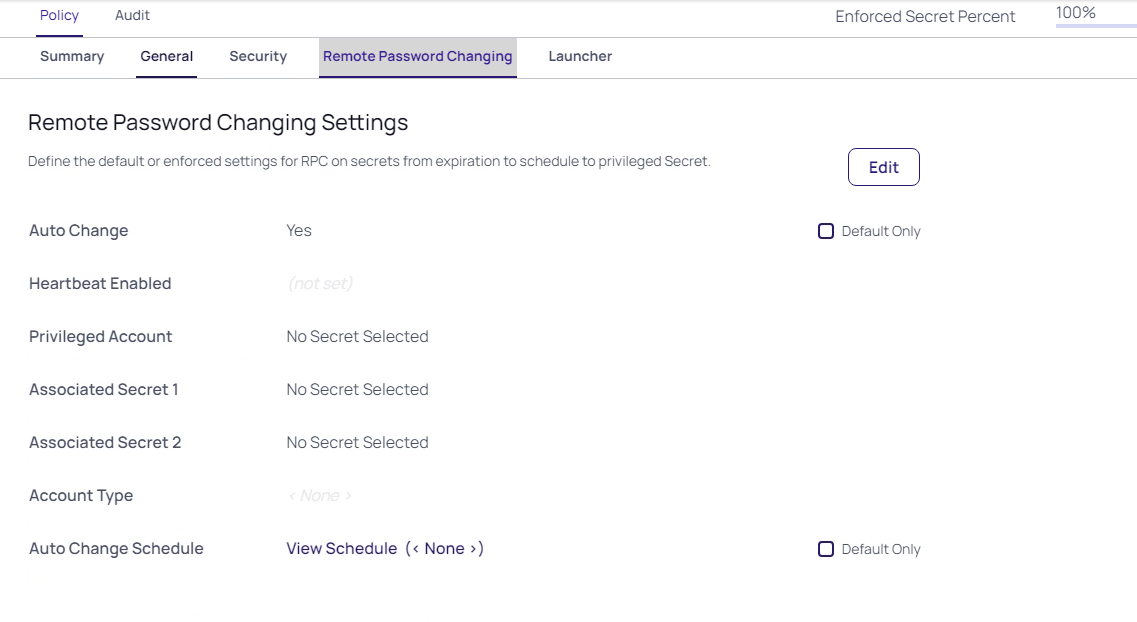 Policy Audit Enforced Secret Percent 100%
Summary General Security Remote Password Changing Launcher
Remote Password Changing Settings
Define the default or enforced settings for RPC on secrets from expiration to schedule to privileged Secret.
Edit
Auto Change Yes Default Only
Heartbeat Enabled (not set)
Privileged Account No Secret Selected
Associated Secret 1 No Secret Selected
Associated Secret 2 No Secret Selected
Account Type < None >
Auto Change Schedule View Schedule (< None >) Default Only